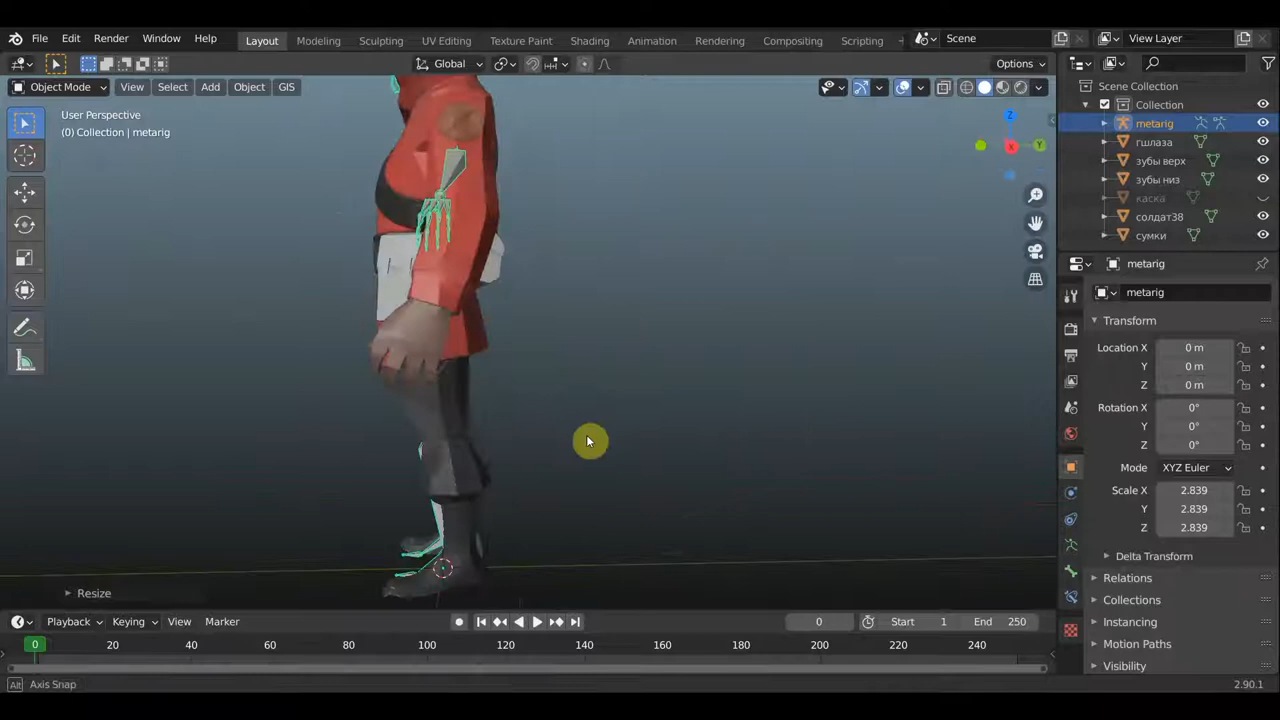 File Edit Render Window Help Layout Modeling Sculpting UV Editing Texture Paint Shading Animation Rendering Compositing Scripting Scene View Layer
Global Options
Object Mode View Select Add Object GIS
User Perspective
(0) Collection | metarig
Z
Y
X
Scene Collection
Collection
metarig
гшлаза
зубы верх
зубы низ
каска
солдат38
сумки
metarig
metarig
Transform
Location X 0 m
Y 0 m
Z 0 m
Rotation X 0°
Y 0°
Z 0°
Mode XYZ Euler
Scale X 2.839
Y 2.839
Z 2.839
Delta Transform
Relations
Collections
Instancing
Motion Paths
Visibility
Resize
Playback Keying View Marker 0 Start 1 End 250
0 20 40 60 80 100 120 140 160 180 200 220 240
Alt Axis Snap 2.90.1